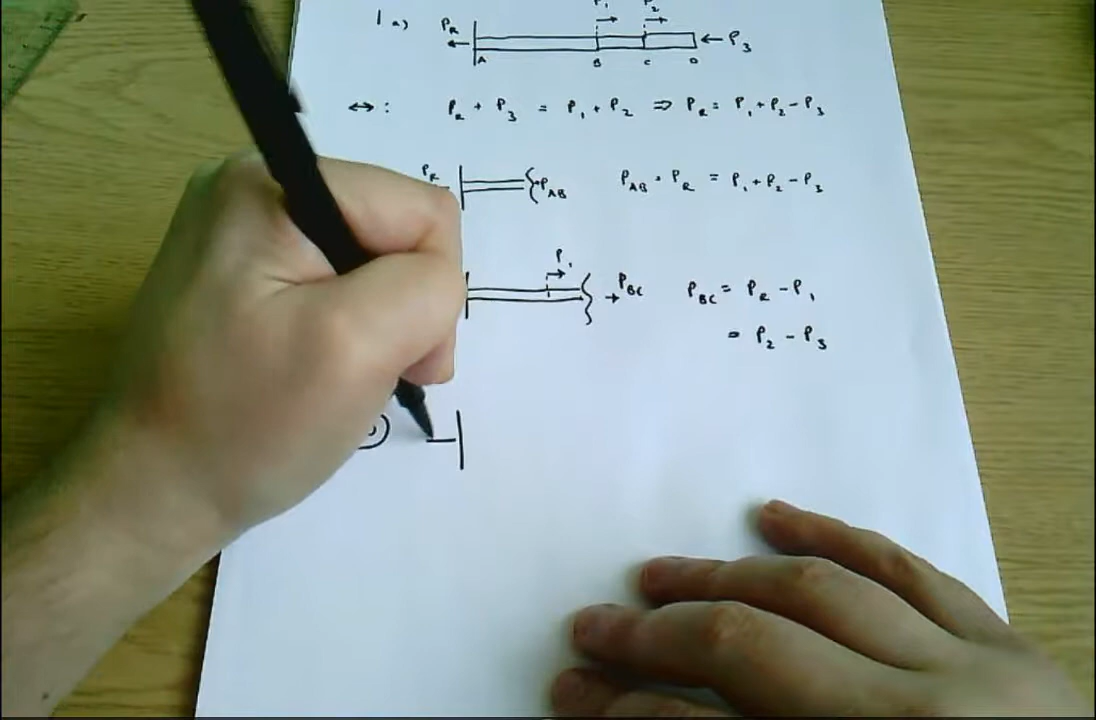 1 a) P_R P_1 P_2 P_3
A B C D
↔: P_R + P_3 = P_1 + P_2 ⇒ P_R = P_1 + P_2 - P_3
P_R P_AB P_AB = P_R = P_1 + P_2 - P_3
P_1 P_BC P_BC = P_R - P_1
= P_2 - P_3